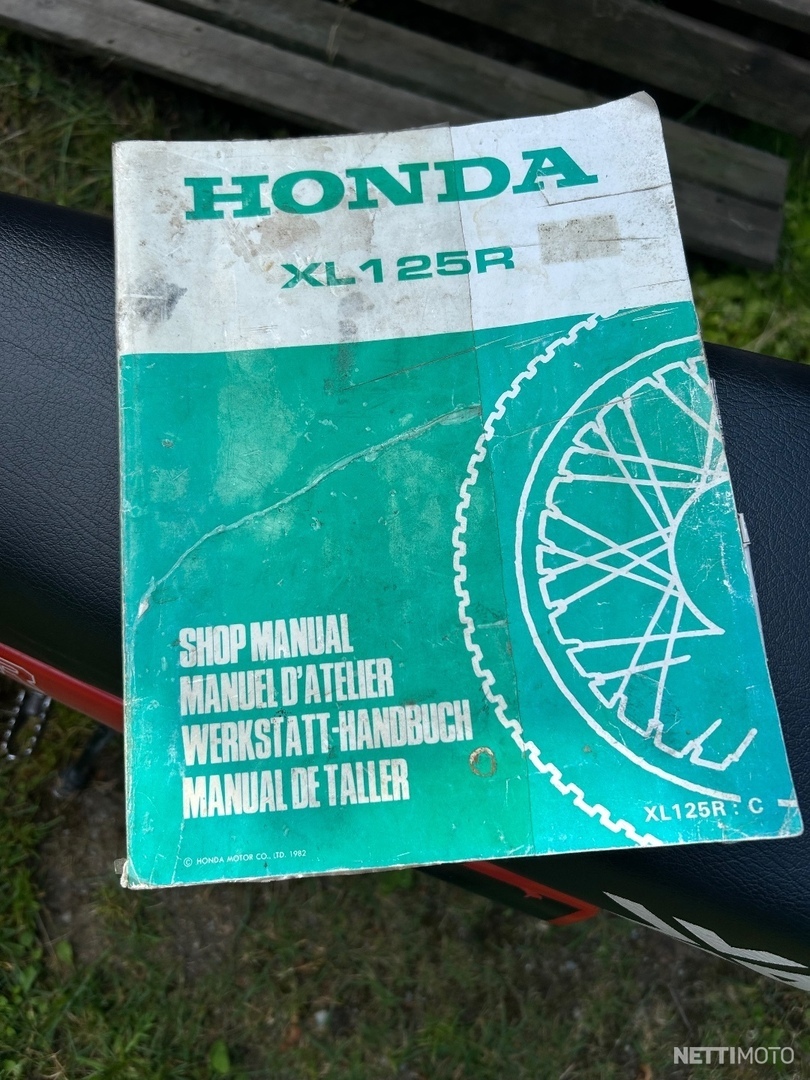 HONDA
XL125R
SHOP MANUAL
MANUEL D'ATELIER
WERKSTATT-HANDBUCH
MANUAL DE TALLER
XL125R : C
© HONDA MOTOR CO., LTD. 1982
NETTIMOTO